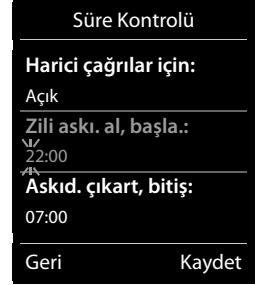 Süre Kontrolü
Harici çağrılar için:
Açık
Zili askı. al, başla.:
22:00
Askıd. çıkart, bitiş:
07:00
Geri Kaydet